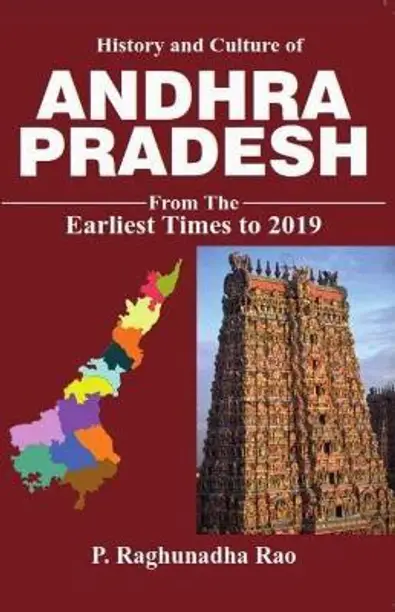 History and Culture of
ANDHRA
PRADESH
From The
Earliest Times to 2019
P. Raghunadha Rao